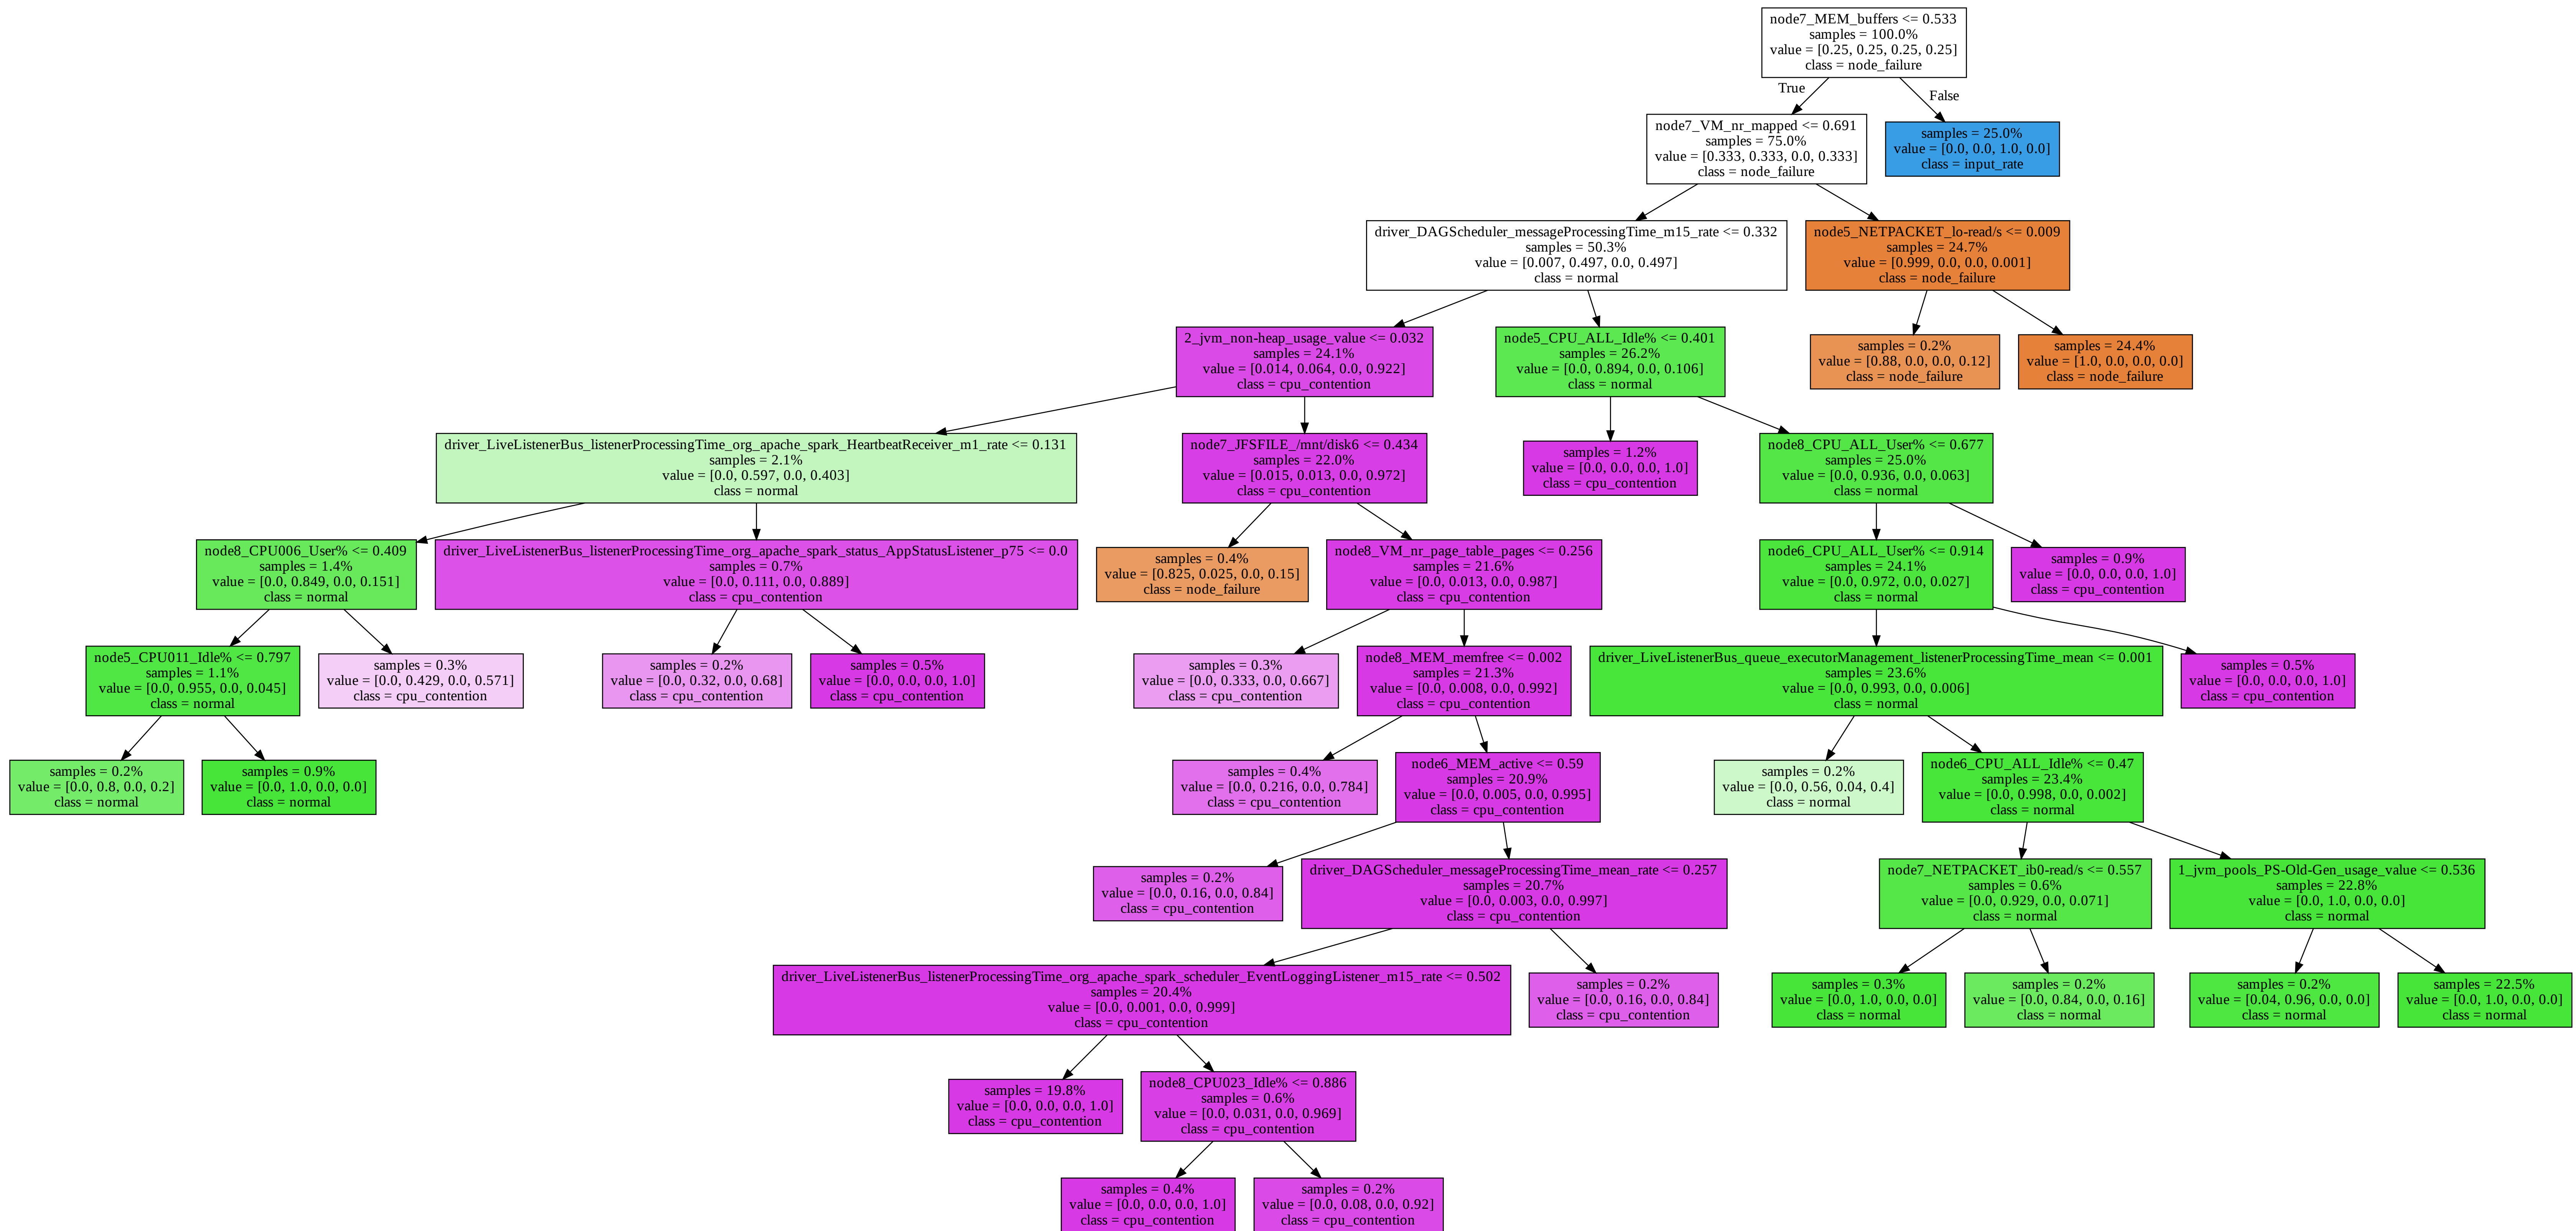 node7_MEM_buffers <= 0.533
samples = 100.0%
value = [0.25, 0.25, 0.25, 0.25]
class = node_failure
True
False
node7_VM_nr_mapped <= 0.691
samples = 75.0%
value = [0.333, 0.333, 0.0, 0.333]
class = node_failure
samples = 25.0%
value = [0.0, 0.0, 1.0, 0.0]
class = input_rate
driver_DAGScheduler_messageProcessingTime_m15_rate <= 0.332
samples = 50.3%
value = [0.007, 0.497, 0.0, 0.497]
class = normal
node5_NETPACKET_lo-read/s <= 0.009
samples = 24.7%
value = [0.999, 0.0, 0.0, 0.001]
class = node_failure
2_jvm_non-heap_usage_value <= 0.032
samples = 24.1%
value = [0.014, 0.064, 0.0, 0.922]
class = cpu_contention
node5_CPU_ALL_Idle% <= 0.401
samples = 26.2%
value = [0.0, 0.894, 0.0, 0.106]
class = normal
samples = 0.2%
value = [0.88, 0.0, 0.0, 0.12]
class = node_failure
samples = 24.4%
value = [1.0, 0.0, 0.0, 0.0]
class = node_failure
driver_LiveListenerBus_listenerProcessingTime_org_apache_spark_HeartbeatReceiver_m1_rate <= 0.131
samples = 2.1%
value = [0.0, 0.597, 0.0, 0.403]
class = normal
node7_JFSFILE_/mnt/disk6 <= 0.434
samples = 22.0%
value = [0.015, 0.013, 0.0, 0.972]
class = cpu_contention
samples = 1.2%
value = [0.0, 0.0, 0.0, 1.0]
class = cpu_contention
node8_CPU_ALL_User% <= 0.677
samples = 25.0%
value = [0.0, 0.936, 0.0, 0.063]
class = normal
node8_CPU006_User% <= 0.409
samples = 1.4%
value = [0.0, 0.849, 0.0, 0.151]
class = normal
driver_LiveListenerBus_listenerProcessingTime_org_apache_spark_status_AppStatusListener_p75 <= 0.0
samples = 0.7%
value = [0.0, 0.111, 0.0, 0.889]
class = cpu_contention
samples = 0.4%
value = [0.825, 0.025, 0.0, 0.15]
class = node_failure
node8_VM_nr_page_table_pages <= 0.256
samples = 21.6%
value = [0.0, 0.013, 0.0, 0.987]
class = cpu_contention
node6_CPU_ALL_User% <= 0.914
samples = 24.1%
value = [0.0, 0.972, 0.0, 0.027]
class = normal
samples = 0.9%
value = [0.0, 0.0, 0.0, 1.0]
class = cpu_contention
node5_CPU011_Idle% <= 0.797
samples = 1.1%
value = [0.0, 0.955, 0.0, 0.045]
class = normal
samples = 0.3%
value = [0.0, 0.429, 0.0, 0.571]
class = cpu_contention
samples = 0.2%
value = [0.0, 0.32, 0.0, 0.68]
class = cpu_contention
samples = 0.5%
value = [0.0, 0.0, 0.0, 1.0]
class = cpu_contention
samples = 0.3%
value = [0.0, 0.333, 0.0, 0.667]
class = cpu_contention
node8_MEM_memfree <= 0.002
samples = 21.3%
value = [0.0, 0.008, 0.0, 0.992]
class = cpu_contention
driver_LiveListenerBus_queue_executorManagement_listenerProcessingTime_mean <= 0.001
samples = 23.6%
value = [0.0, 0.993, 0.0, 0.006]
class = normal
samples = 0.5%
value = [0.0, 0.0, 0.0, 1.0]
class = cpu_contention
samples = 0.2%
value = [0.0, 0.8, 0.0, 0.2]
class = normal
samples = 0.9%
value = [0.0, 1.0, 0.0, 0.0]
class = normal
samples = 0.4%
value = [0.0, 0.216, 0.0, 0.784]
class = cpu_contention
node6_MEM_active <= 0.59
samples = 20.9%
value = [0.0, 0.005, 0.0, 0.995]
class = cpu_contention
samples = 0.2%
value = [0.0, 0.56, 0.04, 0.4]
class = normal
node6_CPU_ALL_Idle% <= 0.47
samples = 23.4%
value = [0.0, 0.998, 0.0, 0.002]
class = normal
samples = 0.2%
value = [0.0, 0.16, 0.0, 0.84]
class = cpu_contention
driver_DAGScheduler_messageProcessingTime_mean_rate <= 0.257
samples = 20.7%
value = [0.0, 0.003, 0.0, 0.997]
class = cpu_contention
node7_NETPACKET_ib0-read/s <= 0.557
samples = 0.6%
value = [0.0, 0.929, 0.0, 0.071]
class = normal
1_jvm_pools_PS-Old-Gen_usage_value <= 0.536
samples = 22.8%
value = [0.0, 1.0, 0.0, 0.0]
class = normal
driver_LiveListenerBus_listenerProcessingTime_org_apache_spark_scheduler_EventLoggingListener_m15_rate <= 0.502
samples = 20.4%
value = [0.0, 0.001, 0.0, 0.999]
class = cpu_contention
samples = 0.2%
value = [0.0, 0.16, 0.0, 0.84]
class = cpu_contention
samples = 0.3%
value = [0.0, 1.0, 0.0, 0.0]
class = normal
samples = 0.2%
value = [0.0, 0.84, 0.0, 0.16]
class = normal
samples = 0.2%
value = [0.04, 0.96, 0.0, 0.0]
class = normal
samples = 22.5%
value = [0.0, 1.0, 0.0, 0.0]
class = normal
samples = 19.8%
value = [0.0, 0.0, 0.0, 1.0]
class = cpu_contention
node8_CPU023_Idle% <= 0.886
samples = 0.6%
value = [0.0, 0.031, 0.0, 0.969]
class = cpu_contention
samples = 0.4%
value = [0.0, 0.0, 0.0, 1.0]
class = cpu_contention
samples = 0.2%
value = [0.0, 0.08, 0.0, 0.92]
class = cpu_contention